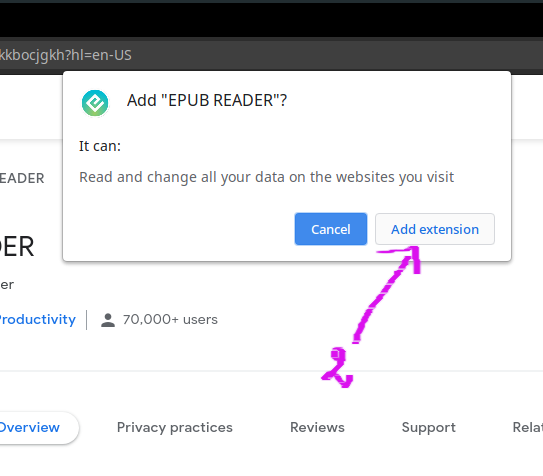 kkbocjgkh?hl=en-US
Add "EPUB READER"?
It can:
Read and change all your data on the websites you visit
Cancel
Add extension
EADER
ER
er
Productivity
70,000+ users
2
Overview
Privacy practices
Reviews
Support
Rela